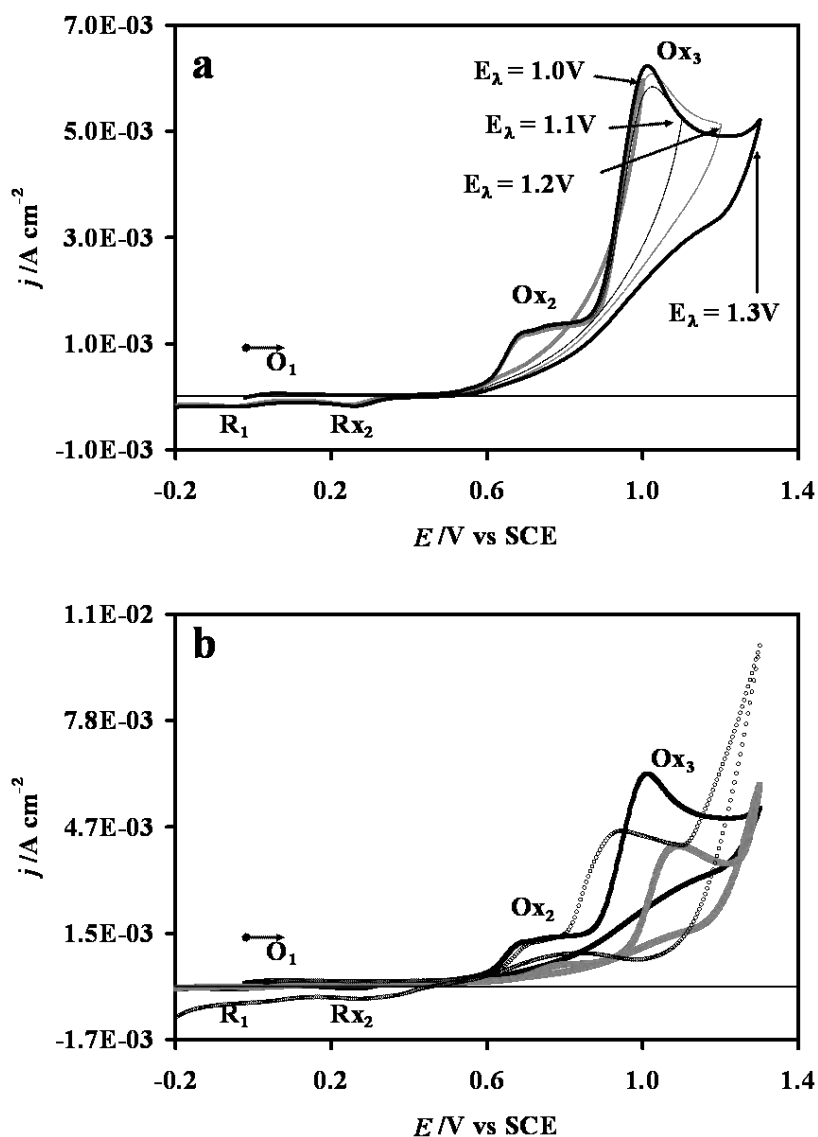 7.0E-03
a
Ox₃
Eλ = 1.0V
5.0E-03
Eλ = 1.1V
Eλ = 1.2V
j /A cm⁻²
3.0E-03
Ox₂
Eλ = 1.3V
1.0E-03
O₁
R₁ Rx₂
-1.0E-03
-0.2 0.2 0.6 1.0 1.4
E /V vs SCE
1.1E-02
b
7.8E-03
Ox₃
j /A cm⁻²
4.7E-03
Ox₂
1.5E-03
O₁
R₁ Rx₂
-1.7E-03
-0.2 0.2 0.6 1.0 1.4
E /V vs SCE